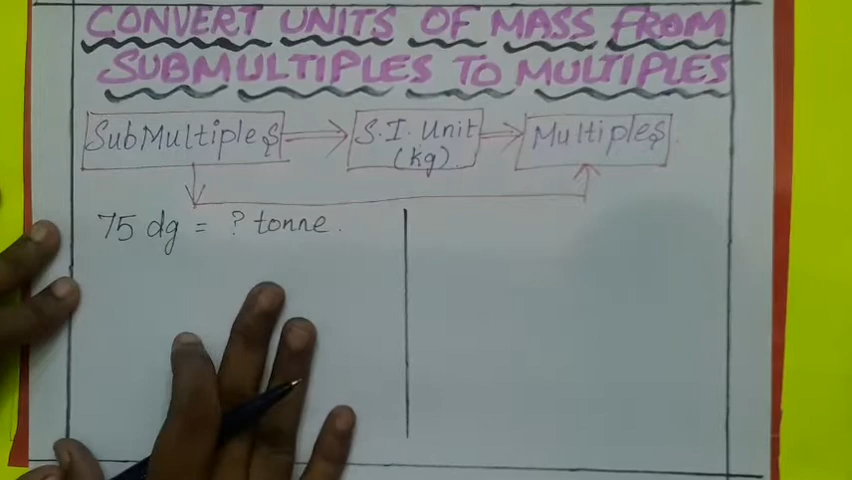 CONVERT UNITS OF MASS FROM
SUBMULTIPLES TO MULTIPLES
SubMultiples
S.I. Unit
(kg)
Multiples
75 dg = ? tonne.